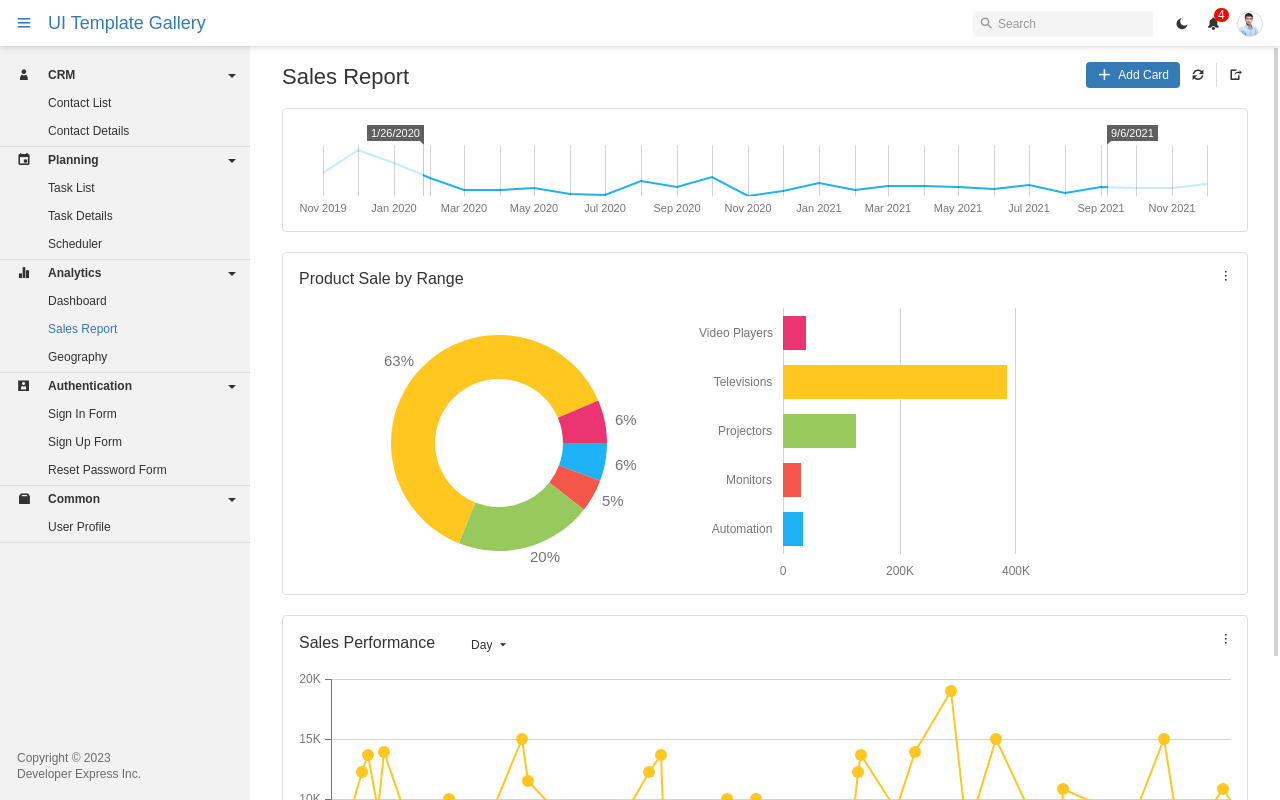 UI Template Gallery
Search
4
CRM
Contact List
Contact Details
Planning
Task List
Task Details
Scheduler
Analytics
Dashboard
Sales Report
Geography
Authentication
Sign In Form
Sign Up Form
Reset Password Form
Common
User Profile
Copyright © 2023
Developer Express Inc.
Sales Report
Add Card
1/26/2020
9/6/2021
Nov 2019 Jan 2020 Mar 2020 May 2020 Jul 2020 Sep 2020 Nov 2020 Jan 2021 Mar 2021 May 2021 Jul 2021 Sep 2021 Nov 2021
Product Sale by Range
63%
6%
6%
5%
20%
Video Players
Televisions
Projectors
Monitors
Automation
0 200K 400K
Sales Performance
Day
20K
15K
10K